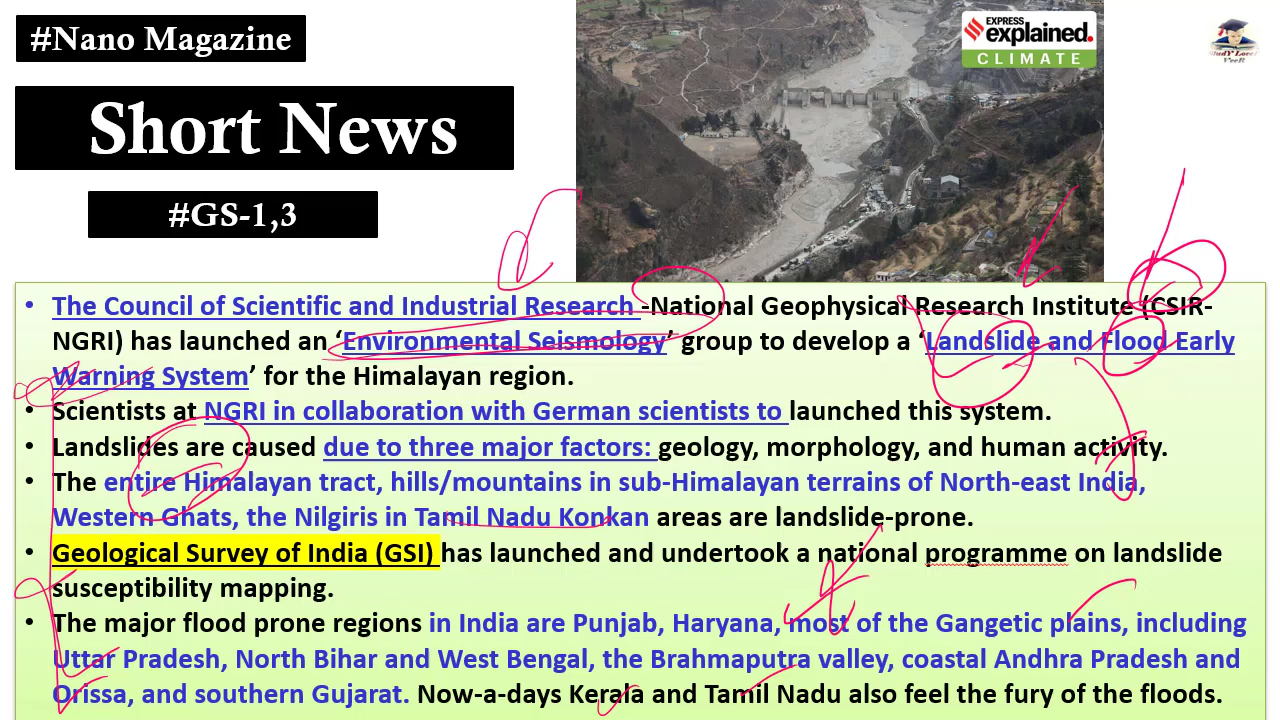 #Nano Magazine
EXPRESS
explained.
CLIMATE
StudY LoveR
VeeR
Short News
#GS-1,3
• The Council of Scientific and Industrial Research -National Geophysical Research Institute (CSIR-
NGRI) has launched an ‘Environmental Seismology’ group to develop a ‘Landslide and Flood Early
Warning System’ for the Himalayan region.
• Scientists at NGRI in collaboration with German scientists to launched this system.
• Landslides are caused due to three major factors: geology, morphology, and human activity.
• The entire Himalayan tract, hills/mountains in sub-Himalayan terrains of North-east India,
Western Ghats, the Nilgiris in Tamil Nadu Konkan areas are landslide-prone.
• Geological Survey of India (GSI) has launched and undertook a national programme on landslide
susceptibility mapping.
• The major flood prone regions in India are Punjab, Haryana, most of the Gangetic plains, including
Uttar Pradesh, North Bihar and West Bengal, the Brahmaputra valley, coastal Andhra Pradesh and
Orissa, and southern Gujarat. Now-a-days Kerala and Tamil Nadu also feel the fury of the floods.